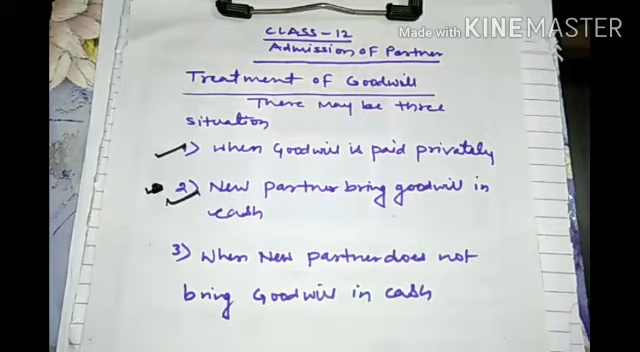 Made with KINEMASTER
CLASS-12
Admission of Partner
Treatment of Goodwill
There may be three
situation
1) When Goodwill is paid privately
2) New partner bring goodwill in
cash
3) When New partner does not
bring Goodwill in cash